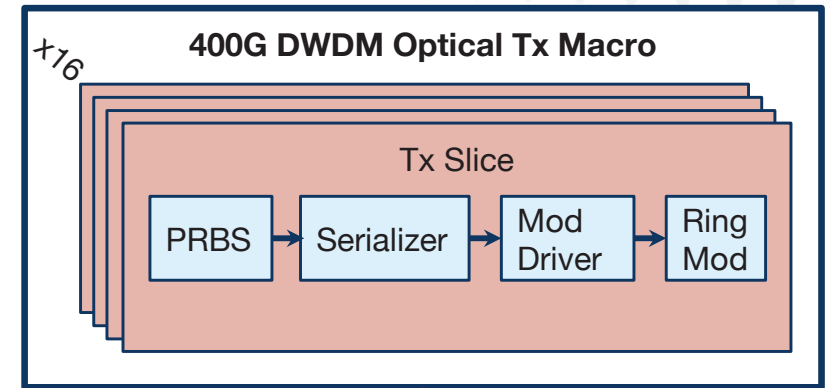 400G DWDM Optical Tx Macro
x16
Tx Slice
PRBS
Serializer
Mod
Driver
Ring
Mod